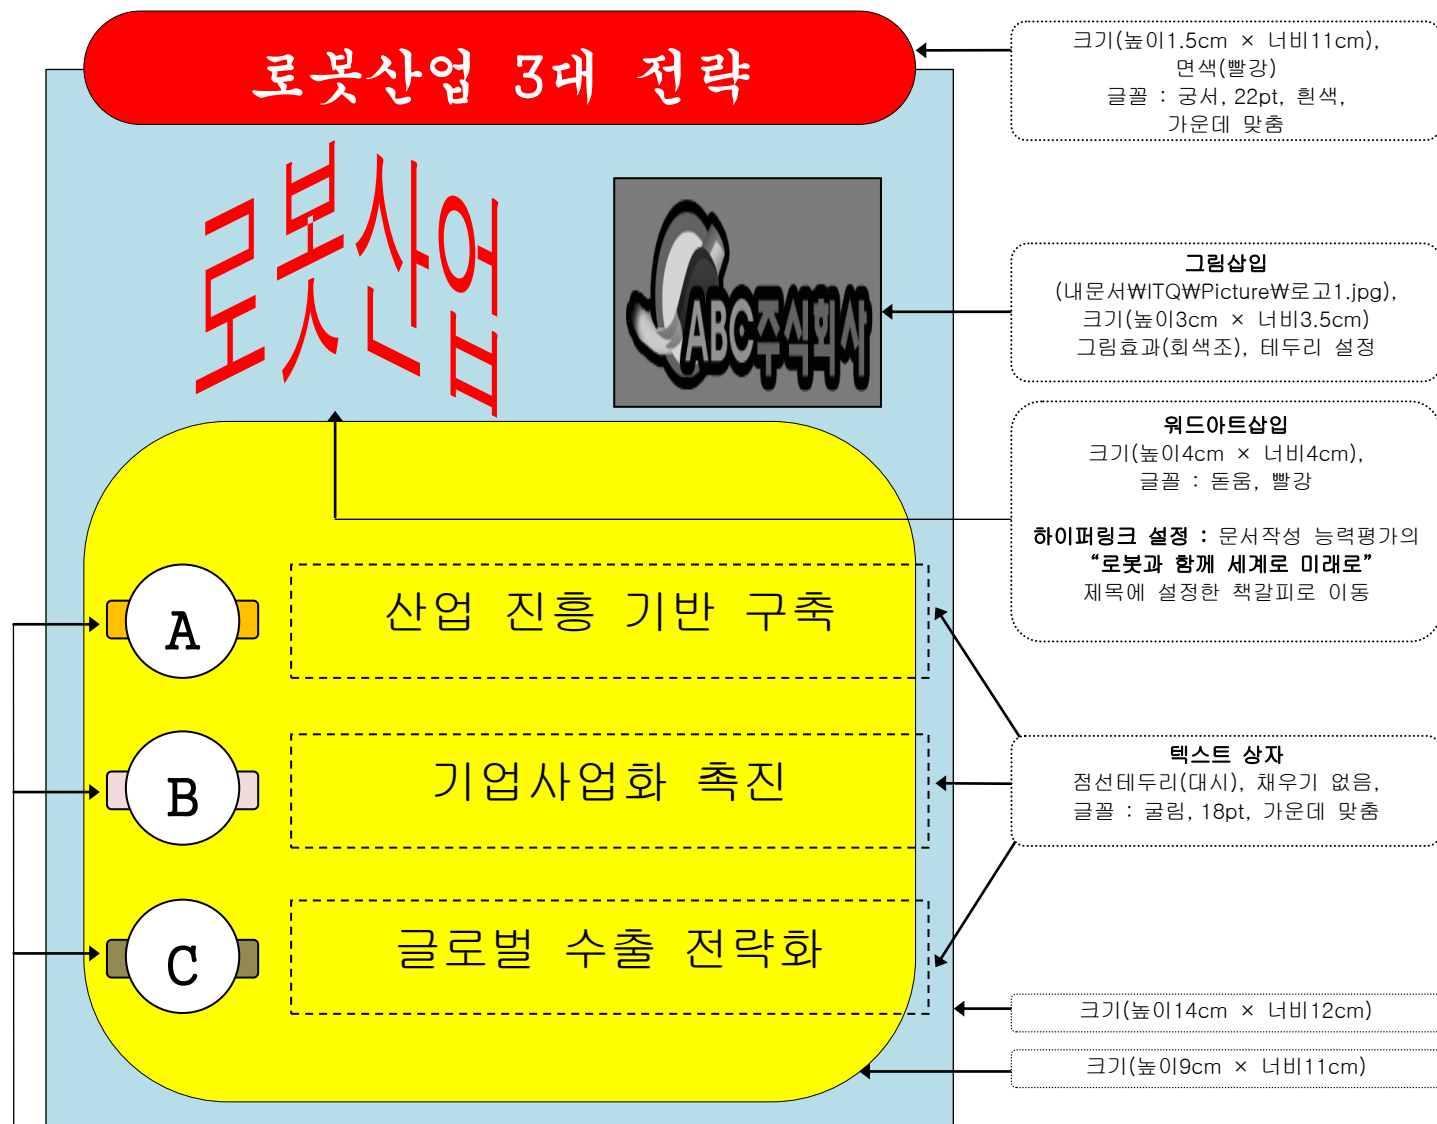 로봇산업 3대 전략
로봇산업
ABC주식회사
A
산업 진흥 기반 구축
B
기업사업화 촉진
C
글로벌 수출 전략화
크기(높이1.5cm × 너비11cm),
면색(빨강)
글꼴 : 궁서, 22pt, 흰색,
가운데 맞춤
그림삽입
(내문서₩ITQ₩Picture₩로고1.jpg),
크기(높이3cm × 너비3.5cm)
그림효과(회색조), 테두리 설정
워드아트삽입
크기(높이4cm × 너비4cm),
글꼴 : 돋움, 빨강
하이퍼링크 설정 : 문서작성 능력평가의
“로봇과 함께 세계로 미래로”
제목에 설정한 책갈피로 이동
텍스트 상자
점선테두리(대시), 채우기 없음,
글꼴 : 굴림, 18pt, 가운데 맞춤
크기(높이14cm × 너비12cm)
크기(높이9cm × 너비11cm)